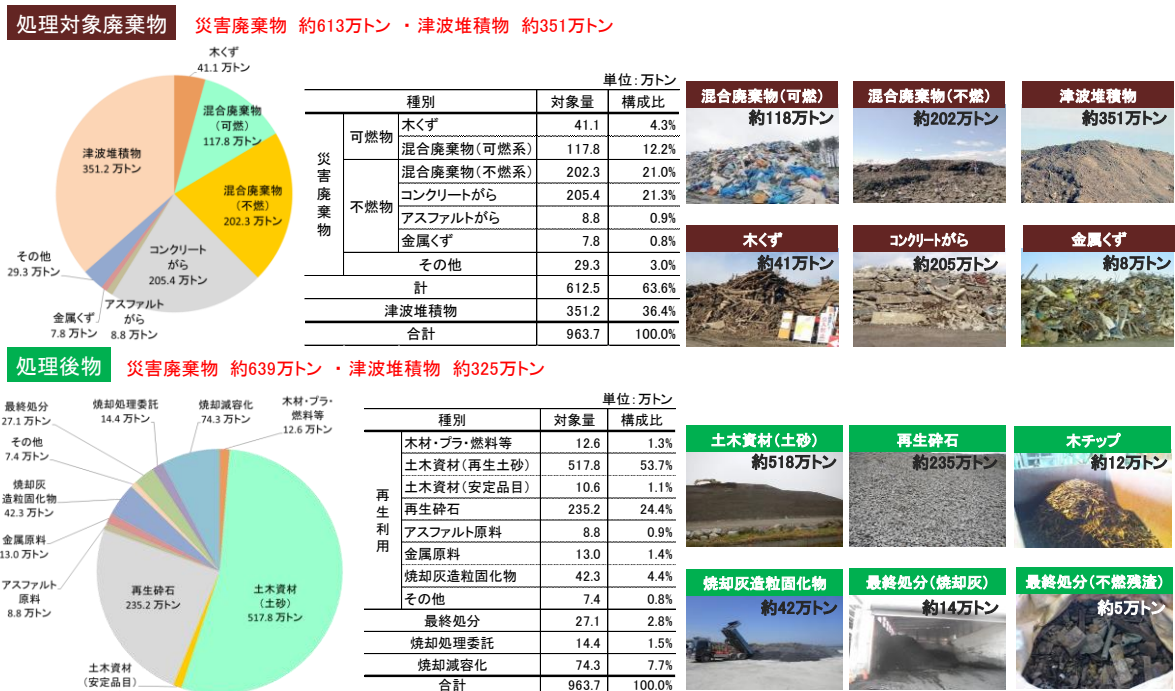 処理対象廃棄物
災害廃棄物 約613万トン ・津波堆積物 約351万トン
木くず
41.1 万トン
混合廃棄物
(可燃)
117.8 万トン
津波堆積物
351.2 万トン
混合廃棄物
(不燃)
202.3 万トン
コンクリート
がら
205.4 万トン
その他
29.3 万トン
アスファルト
がら
8.8 万トン
金属くず
7.8 万トン
単位:万トン
種別 対象量 構成比
災害廃棄物
可燃物
木くず 41.1 4.3%
混合廃棄物(可燃系) 117.8 12.2%
不燃物
混合廃棄物(不燃系) 202.3 21.0%
コンクリートがら 205.4 21.3%
アスファルトがら 8.8 0.9%
金属くず 7.8 0.8%
その他 29.3 3.0%
計 612.5 63.6%
津波堆積物 351.2 36.4%
合計 963.7 100.0%
混合廃棄物(可燃)
約118万トン
混合廃棄物(不燃)
約202万トン
津波堆積物
約351万トン
木くず
約41万トン
コンクリートがら
約205万トン
金属くず
約8万トン
処理後物
災害廃棄物 約639万トン ・津波堆積物 約325万トン
最終処分
27.1 万トン
焼却処理委託
14.4 万トン
焼却減容化
74.3 万トン
木材・プラ・
燃料等
12.6 万トン
その他
7.4 万トン
焼却灰
造粒固化物
42.3 万トン
金属原料
13.0 万トン
アスファルト
原料
8.8 万トン
再生砕石
235.2 万トン
土木資材
(土砂)
517.8 万トン
土木資材
(安定品目)
単位:万トン
種別 対象量 構成比
再生利用
木材・プラ・燃料等 12.6 1.3%
土木資材(再生土砂) 517.8 53.7%
土木資材(安定品目) 10.6 1.1%
再生砕石 235.2 24.4%
アスファルト原料 8.8 0.9%
金属原料 13.0 1.4%
焼却灰造粒固化物 42.3 4.4%
その他 7.4 0.8%
最終処分 27.1 2.8%
焼却処理委託 14.4 1.5%
焼却減容化 74.3 7.7%
合計 963.7 100.0%
土木資材(土砂)
約518万トン
再生砕石
約235万トン
木チップ
約12万トン
焼却灰造粒固化物
約42万トン
最終処分(焼却灰)
約14万トン
最終処分(不燃残渣)
約5万トン